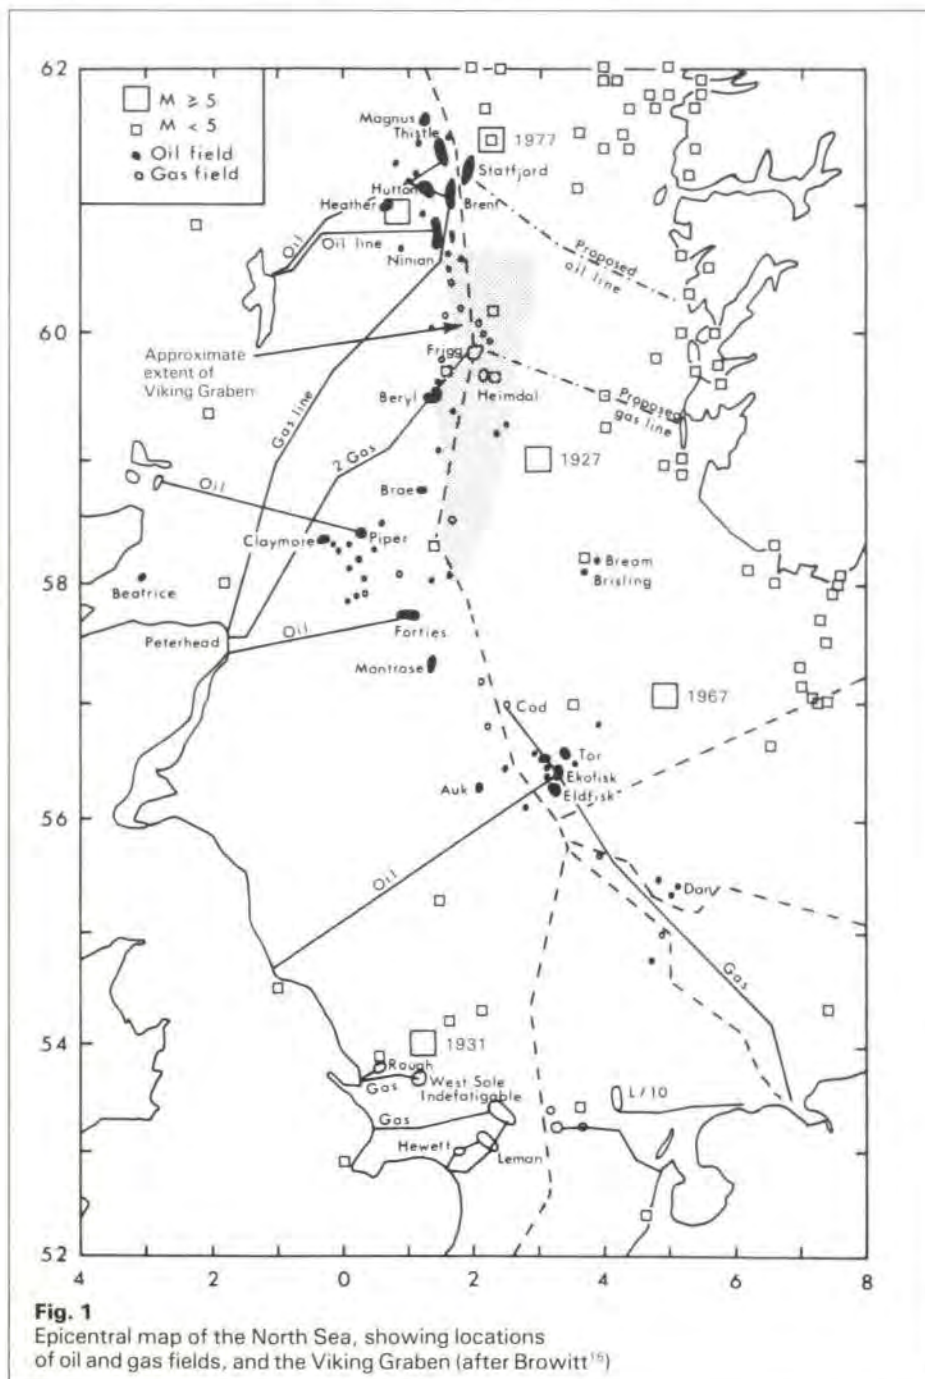 62
M ≥ 5
M < 5
Oil field
Gas field
Magnus
Thistle
1977
Statfjord
Hutton
Heather
Brent
Oil
Oil line
Ninian
Proposed
oil line
60
Approximate
extent of
Viking Graben
Frigg
Heimdal
Beryl
Proposed
gas line
Gas line
2 Gas
1927
Oil
Brae
Claymore
Piper
58
Beatrice
Bream
Brisling
Peterhead
Oil
Forties
Montrose
Cod
1967
Tor
Ekofisk
Eldfisk
Auk
56
Oil
Dan
Gas
54
1931
Rough
Gas
West Sole
Indefatigable
L/10
Gas
Hewett
Leman
52
4 2 0 2 4 6 8
Fig. 1
Epicentral map of the North Sea, showing locations
of oil and gas fields, and the Viking Graben (after Browitt¹⁵)